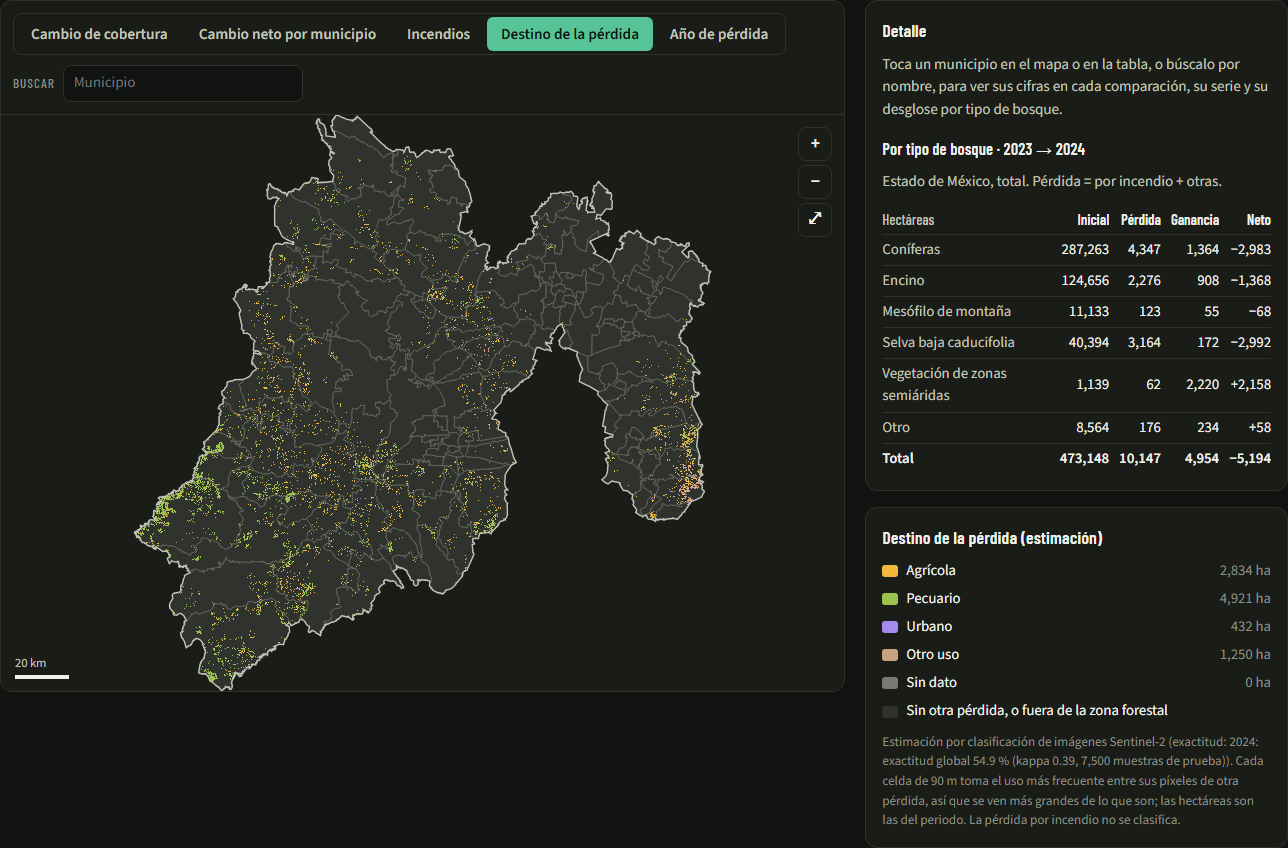 Cambio de cobertura
Cambio neto por municipio
Incendios
Destino de la pérdida
Año de pérdida
BUSCAR
Municipio
+
−
20 km
Detalle
Toca un municipio en el mapa o en la tabla, o búscalo por
nombre, para ver sus cifras en cada comparación, su serie y su
desglose por tipo de bosque.
Por tipo de bosque · 2023 → 2024
Estado de México, total. Pérdida = por incendio + otras.
Hectáreas Inicial Pérdida Ganancia Neto
Coníferas 287,263 4,347 1,364 −2,983
Encino 124,656 2,276 908 −1,368
Mesófilo de montaña 11,133 123 55 −68
Selva baja caducifolia 40,394 3,164 172 −2,992
Vegetación de zonas
semiáridas 1,139 62 2,220 +2,158
Otro 8,564 176 234 +58
Total 473,148 10,147 4,954 −5,194
Destino de la pérdida (estimación)
Agrícola 2,834 ha
Pecuario 4,921 ha
Urbano 432 ha
Otro uso 1,250 ha
Sin dato 0 ha
Sin otra pérdida, o fuera de la zona forestal
Estimación por clasificación de imágenes Sentinel-2 (exactitud: 2024:
exactitud global 54.9 % (kappa 0.39, 7,500 muestras de prueba)). Cada
celda de 90 m toma el uso más frecuente entre sus píxeles de otra
pérdida, así que se ven más grandes de lo que son; las hectáreas son
las del periodo. La pérdida por incendio no se clasifica.